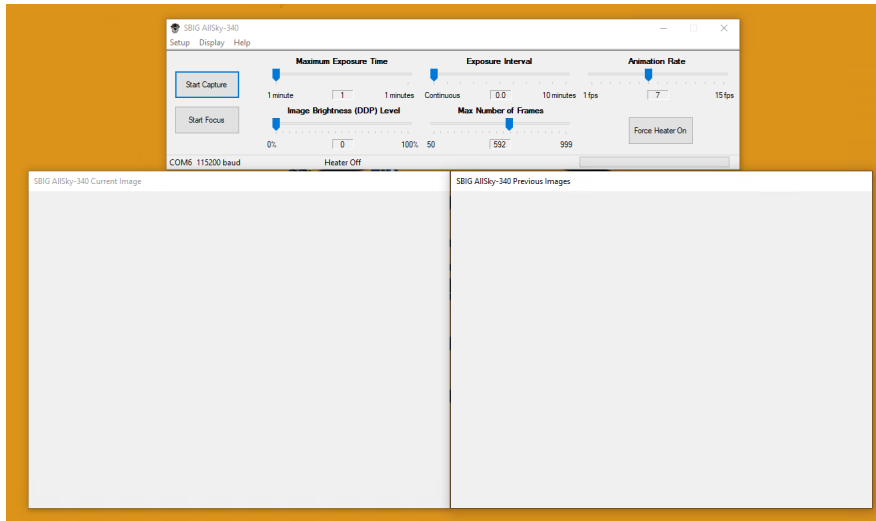 SBIG AllSky-340
Setup Display Help
Maximum Exposure Time
Exposure Interval
Animation Rate
Start Capture
1 minute 1 1 minutes
Continuous 0.0 10 minutes
1 fps 7 15 fps
Image Brightness (DDP) Level
Max Number of Frames
Start Focus
Force Heater On
0% 0 100%
50 592 999
COM6 115200 baud Heater Off
SBIG AllSky-340 Current Image
SBIG AllSky-340 Previous Images